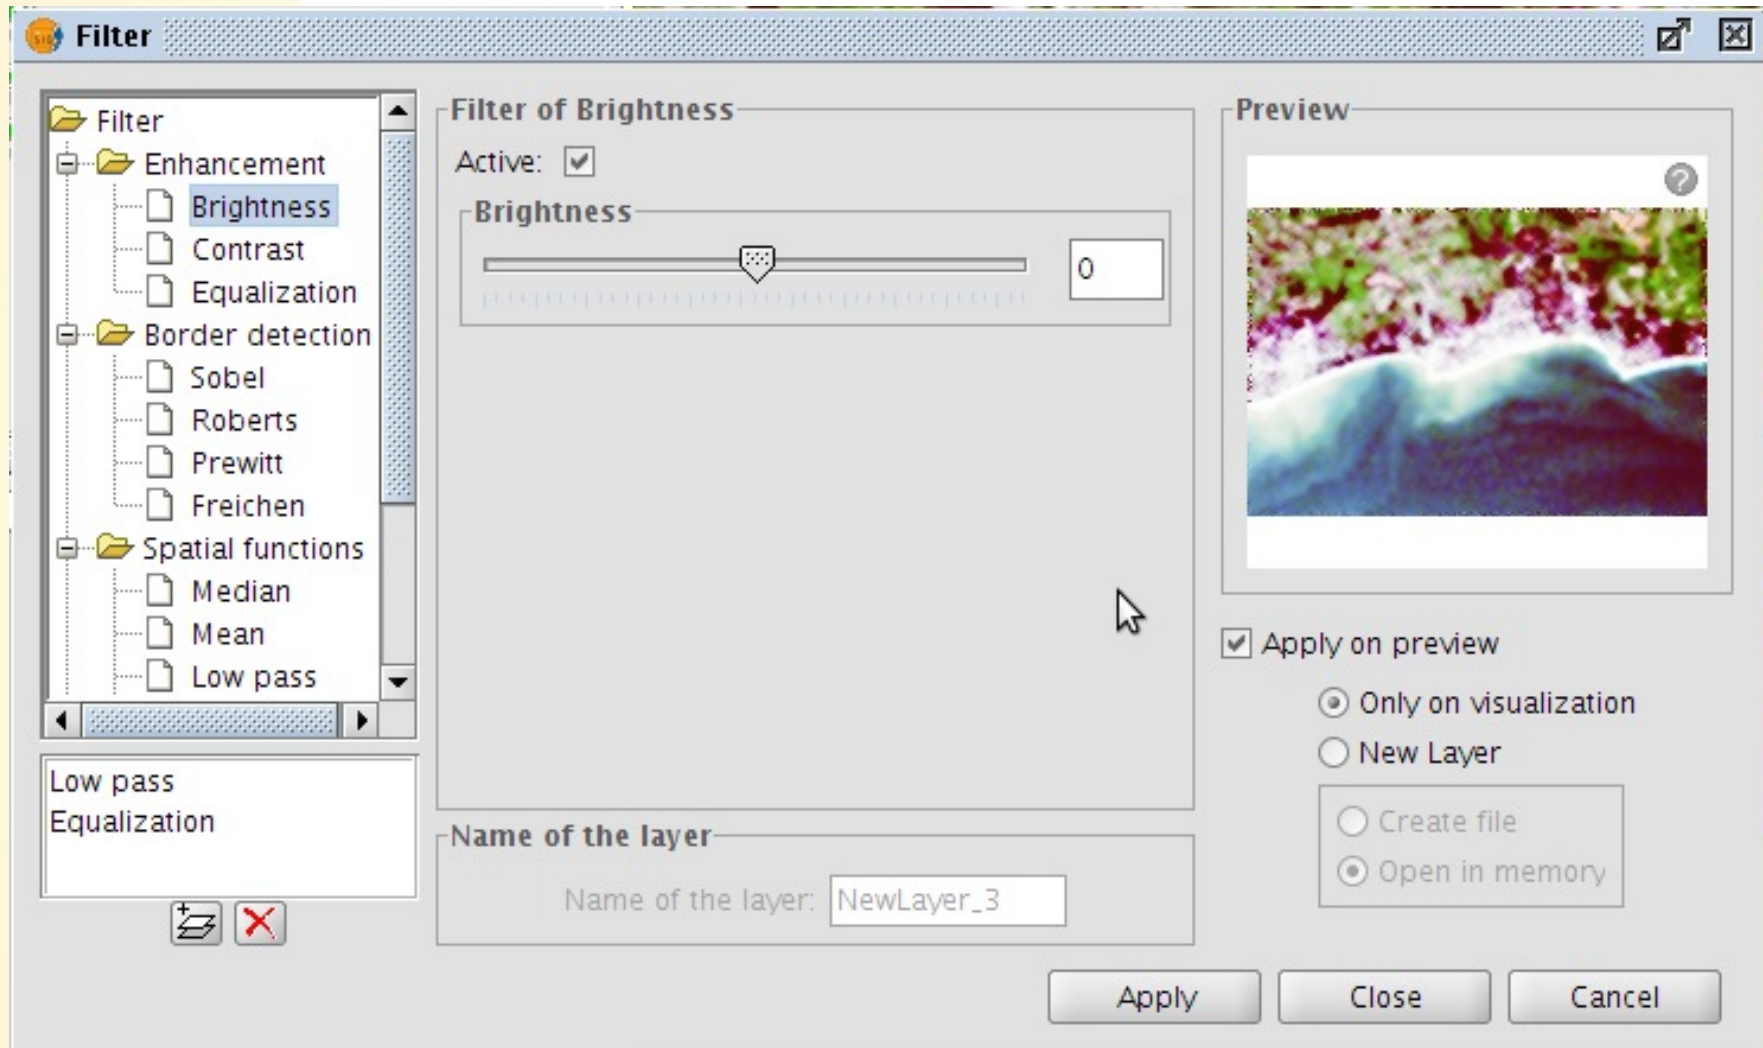 Filter
Filter
Enhancement
Brightness
Contrast
Equalization
Border detection
Sobel
Roberts
Prewitt
Freichen
Spatial functions
Median
Mean
Low pass
Low pass
Equalization
Filter of Brightness
Active:
Brightness
0
Name of the layer
Name of the layer: NewLayer_3
Preview
?
Apply on preview
Only on visualization
New Layer
Create file
Open in memory
Apply Close Cancel